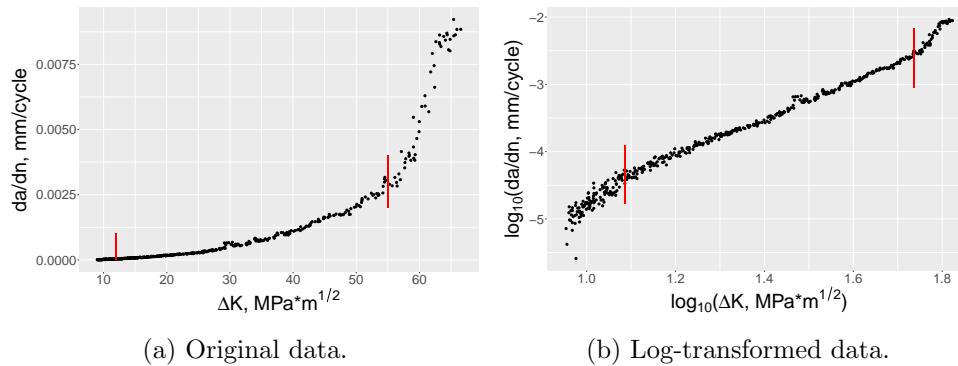 da/dn, mm/cycle
0.0075
0.0050
0.0025
0.0000
10 20 30 40 50 60
ΔK, MPa*m^{1/2}
(a) Original data.
log₁₀(da/dn, mm/cycle)
−2
−3
−4
−5
1.0 1.2 1.4 1.6 1.8
log₁₀(ΔK, MPa*m^{1/2})
(b) Log-transformed data.